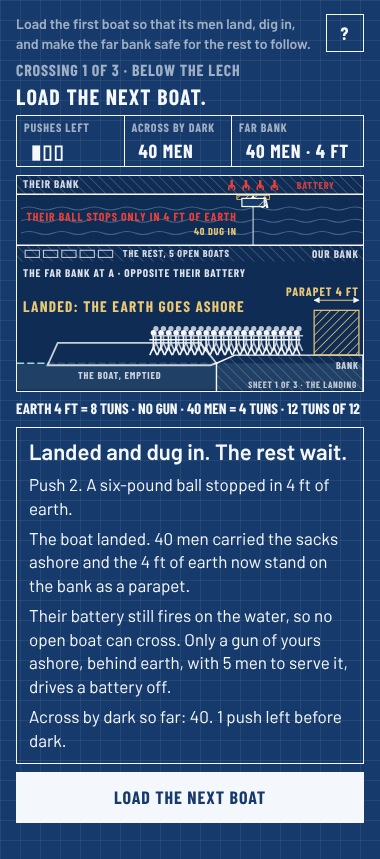 Load the first boat so that its men land, dig in,
and make the far bank safe for the rest to follow.
?
CROSSING 1 OF 3 · BELOW THE LECH
LOAD THE NEXT BOAT.
PUSHES LEFT
ACROSS BY DARK
40 MEN
FAR BANK
40 MEN · 4 FT
THEIR BANK
BATTERY
THEIR BALL STOPS ONLY IN 4 FT OF EARTH
40 DUG IN
THE REST, 5 OPEN BOATS
OUR BANK
THE FAR BANK AT A · OPPOSITE THEIR BATTERY
PARAPET 4 FT
LANDED: THE EARTH GOES ASHORE
BANK
THE BOAT, EMPTIED
SHEET 1 OF 3 · THE LANDING
EARTH 4 FT = 8 TUNS · NO GUN · 40 MEN = 4 TUNS · 12 TUNS OF 12
Landed and dug in. The rest wait.
Push 2. A six-pound ball stopped in 4 ft of
earth.
The boat landed. 40 men carried the sacks
ashore and the 4 ft of earth now stand on
the bank as a parapet.
Their battery still fires on the water, so no
open boat can cross. Only a gun of yours
ashore, behind earth, with 5 men to serve it,
drives a battery off.
Across by dark so far: 40. 1 push left before
dark.
LOAD THE NEXT BOAT